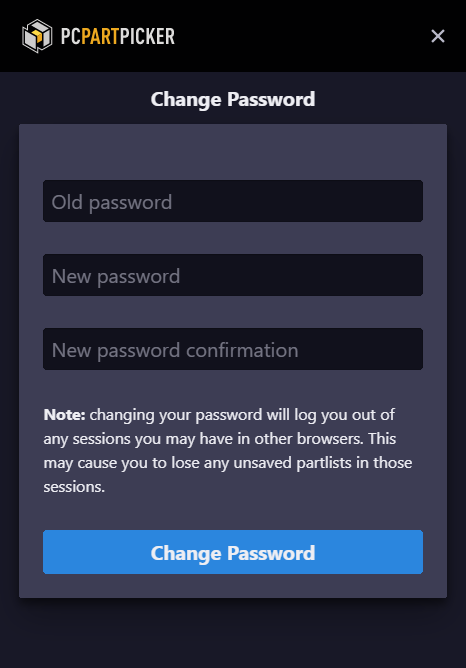 PCPARTPICKER
Change Password
Old password
New password
New password confirmation
Note: changing your password will log you out of
any sessions you may have in other browsers. This
may cause you to lose any unsaved partlists in those
sessions.
Change Password